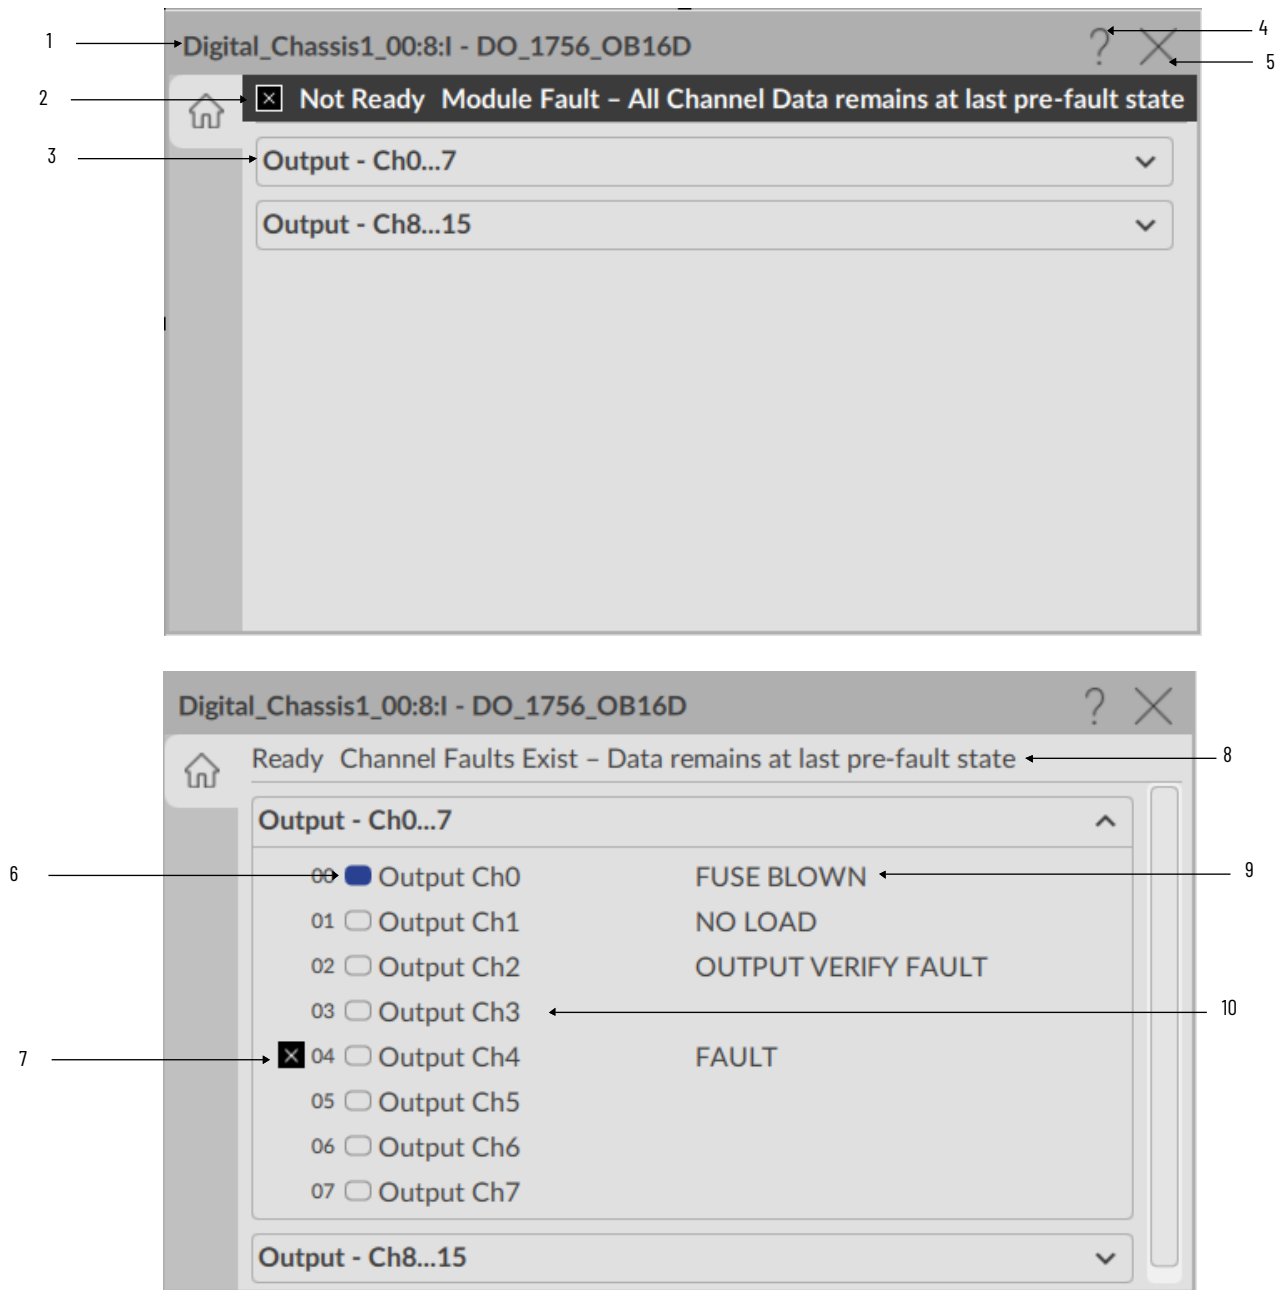 1
Digital_Chassis1_00:8:I - DO_1756_OB16D
?
4
5
2
Not Ready Module Fault – All Channel Data remains at last pre-fault state
3
Output - Ch0...7
Output - Ch8...15
Digital_Chassis1_00:8:I - DO_1756_OB16D
?
Ready Channel Faults Exist – Data remains at last pre-fault state
8
Output - Ch0...7
6
00 Output Ch0 FUSE BLOWN
9
01 Output Ch1 NO LOAD
02 Output Ch2 OUTPUT VERIFY FAULT
03 Output Ch3
10
7
04 Output Ch4 FAULT
05 Output Ch5
06 Output Ch6
07 Output Ch7
Output - Ch8...15